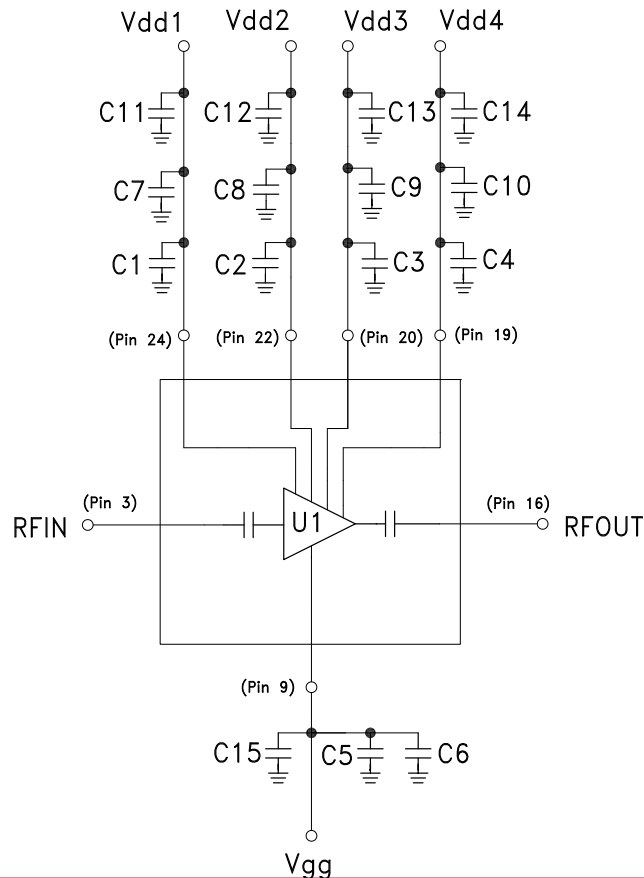 Vdd1 Vdd2 Vdd3 Vdd4
C11 C12 C13 C14
C7 C8 C9 C10
C1 C2 C3 C4
(Pin 24) (Pin 22) (Pin 20) (Pin 19)
(Pin 3) (Pin 16)
RFIN U1 RFOUT
(Pin 9)
C15 C5 C6
Vgg